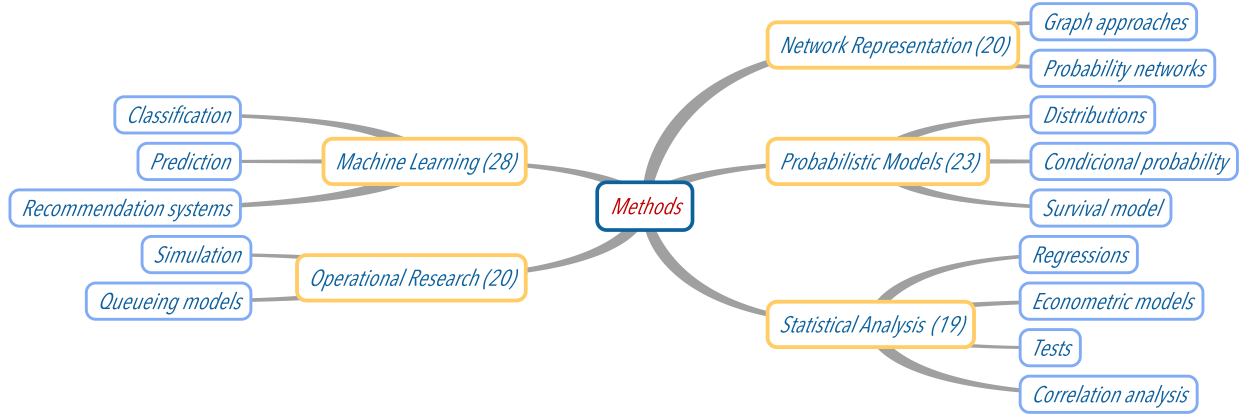 Methods
Network Representation (20)
Graph approaches
Probability networks
Probabilistic Models (23)
Distributions
Condicional probability
Survival model
Statistical Analysis (19)
Regressions
Econometric models
Tests
Correlation analysis
Machine Learning (28)
Classification
Prediction
Recommendation systems
Operational Research (20)
Simulation
Queueing models